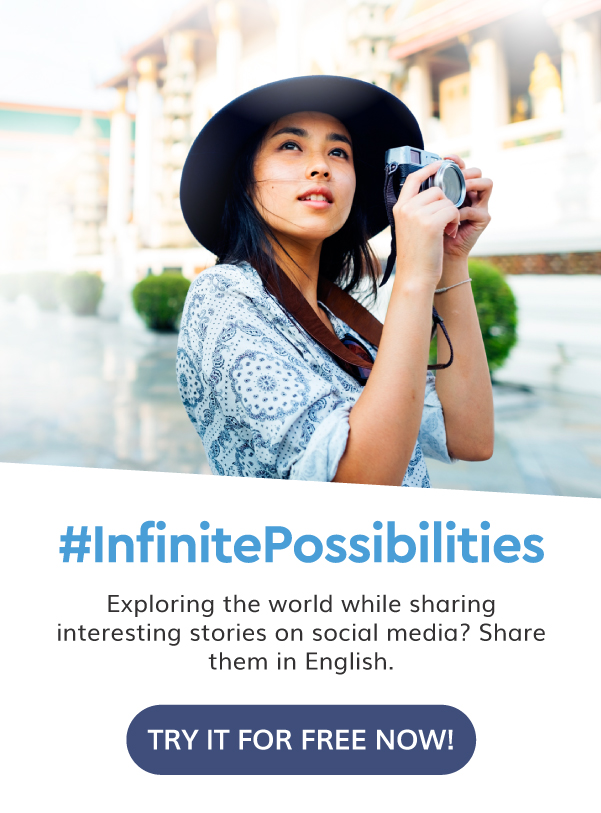 #InfinitePossibilities
Exploring the world while sharing
interesting stories on social media? Share
them in English.
TRY IT FOR FREE NOW!